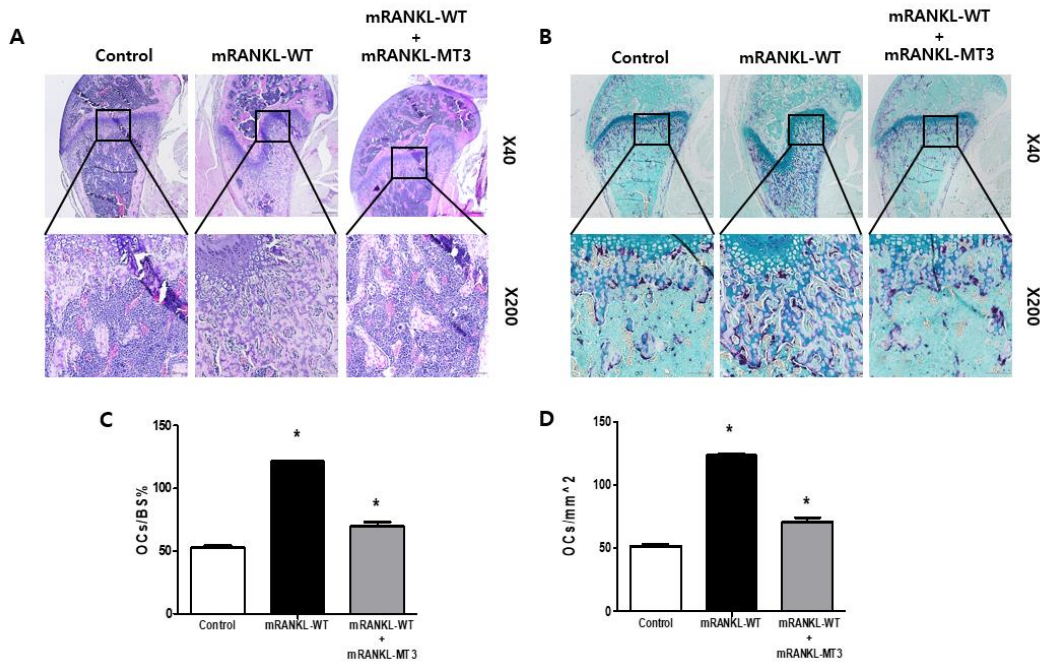 A
Control
mRANKL-WT
mRANKL-WT
+
mRANKL-MT3
X40
X200
B
Control
mRANKL-WT
mRANKL-WT
+
mRANKL-MT3
X40
X200
C
OCs/BS%
150
100
50
0
Control
mRANKL-WT
mRANKL-WT
+
mRANKL-MT3
*
*
D
OCs/mm^2
150
100
50
0
Control
mRANKL-WT
mRANKL-WT
+
mRANKL-MT3
*
*